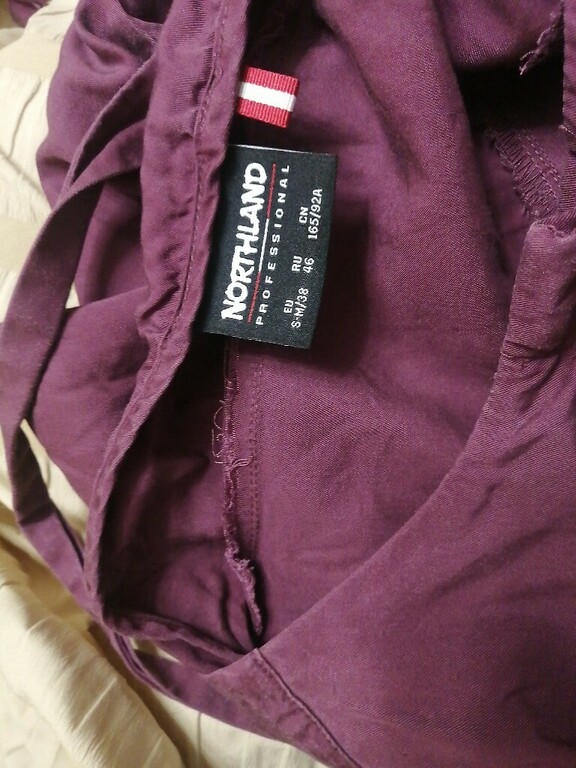 NORTHLAND
PROFESSIONAL
EU RU CN
S-M/38 46 165/92A